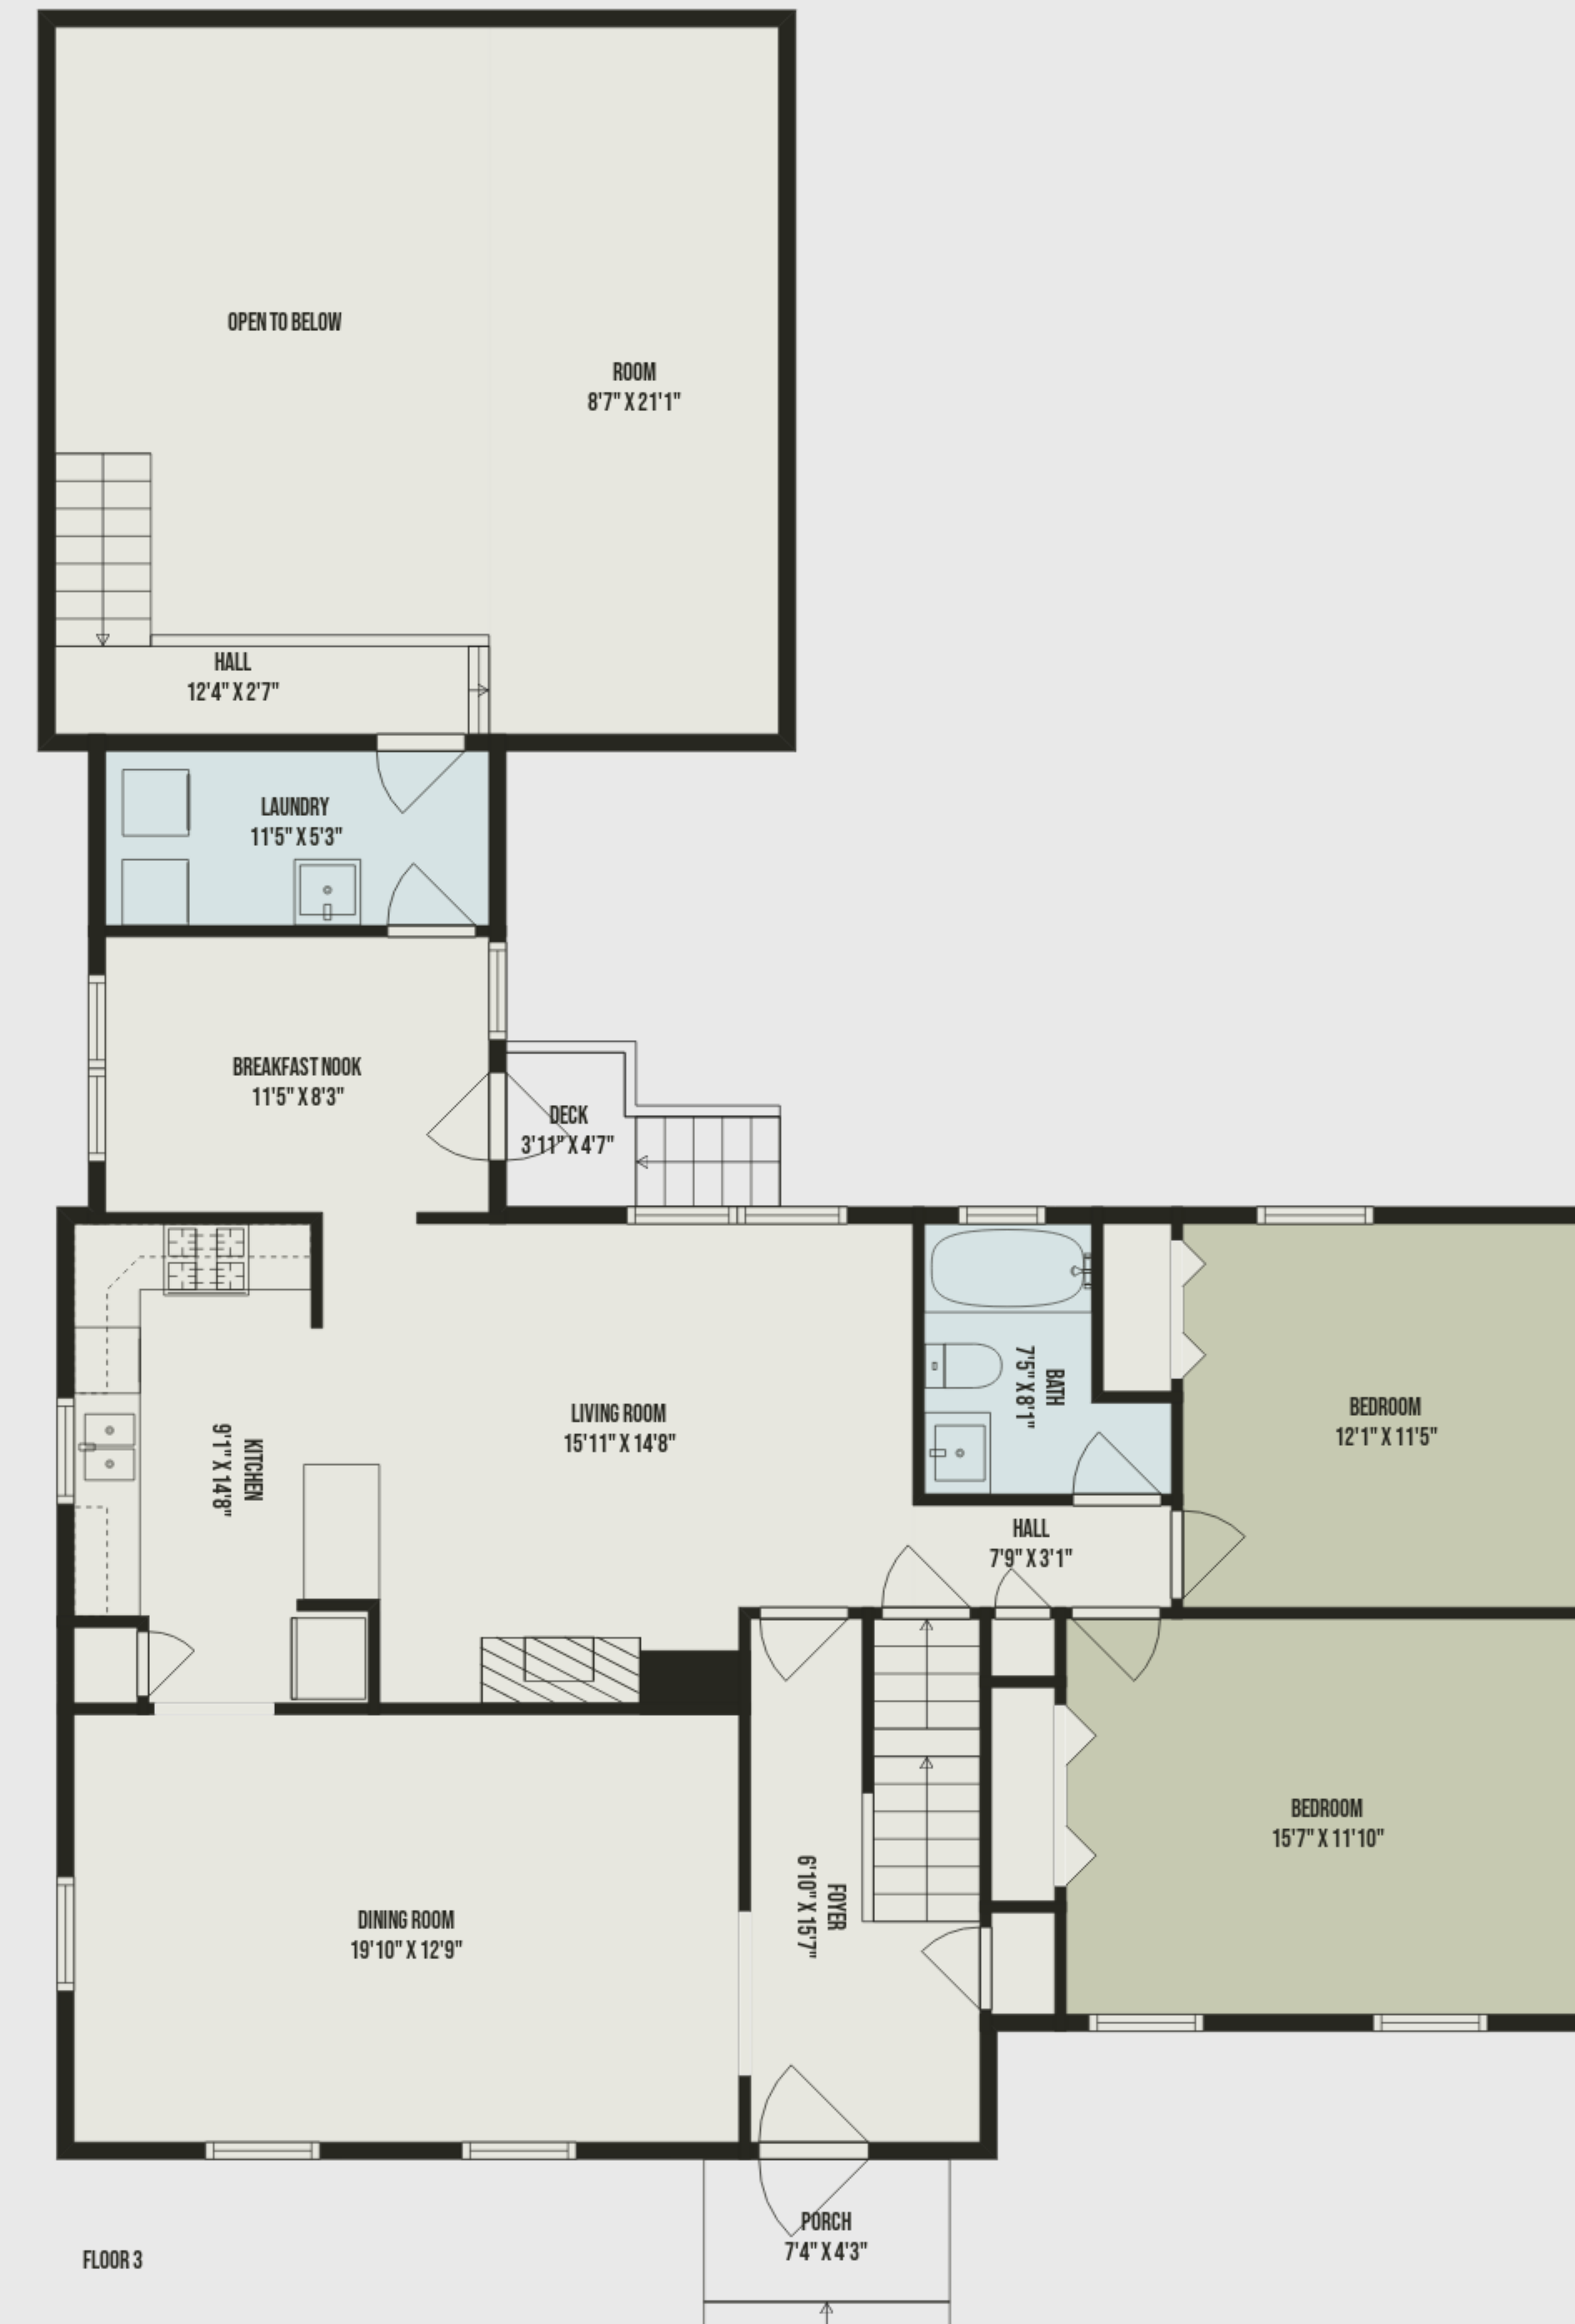 OPEN TO BELOW
ROOM
8'7" X 21'1"
HALL
12'4" X 2'7"
LAUNDRY
11'5" X 5'3"
BREAKFAST NOOK
11'5" X 8'3"
DECK
3'11" X 4'7"
KITCHEN
9'1" X 14'8"
LIVING ROOM
15'11" X 14'8"
BATH
7'5" X 8'1"
BEDROOM
12'1" X 11'5"
HALL
7'9" X 3'1"
BEDROOM
15'7" X 11'10"
DINING ROOM
19'10" X 12'9"
FOYER
6'10" X 15'7"
PORCH
7'4" X 4'3"
FLOOR 3